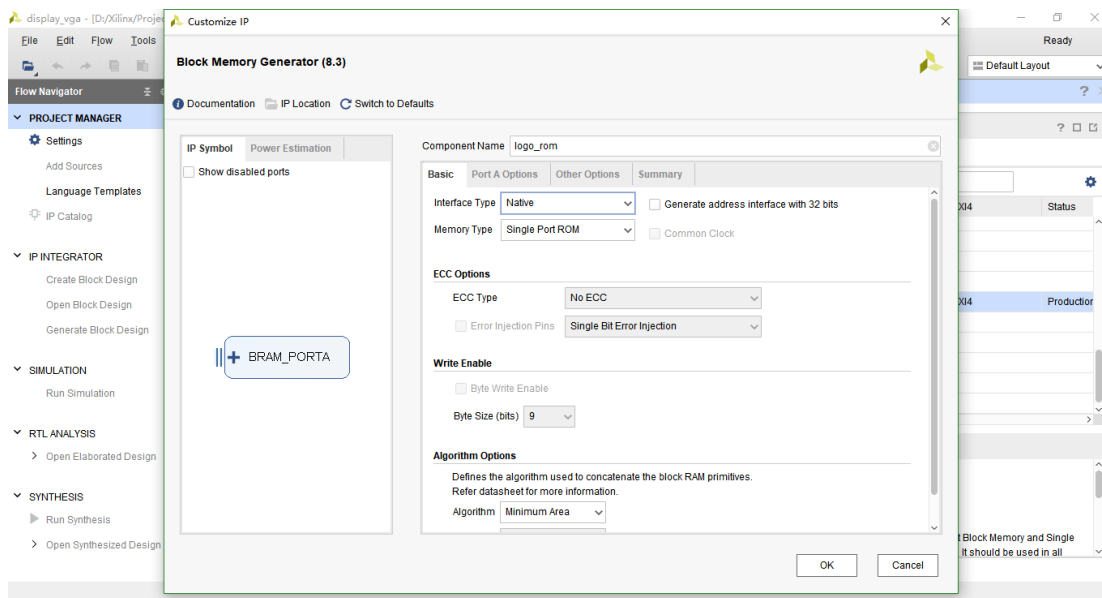 display_vga - [D:/Xilinx/Projec
File Edit Flow Tools
Ready
Default Layout
Flow Navigator
?
PROJECT MANAGER
Settings
Add Sources
Language Templates
IP Catalog
IP INTEGRATOR
Create Block Design
Open Block Design
Generate Block Design
SIMULATION
Run Simulation
RTL ANALYSIS
Open Elaborated Design
SYNTHESIS
Run Synthesis
Open Synthesized Design
Customize IP
Block Memory Generator (8.3)
Documentation IP Location Switch to Defaults
IP Symbol Power Estimation
Show disabled ports
BRAM_PORTA
Component Name logo_rom
Basic Port A Options Other Options Summary
Interface Type Native Generate address interface with 32 bits
Memory Type Single Port ROM Common Clock
ECC Options
ECC Type No ECC
Error Injection Pins Single Bit Error Injection
Write Enable
Byte Write Enable
Byte Size (bits) 9
Algorithm Options
Defines the algorithm used to concatenate the block RAM primitives.
Refer datasheet for more information.
Algorithm Minimum Area
OK Cancel
?
XI4 Status
XI4 Production
t Block Memory and Single
It should be used in all